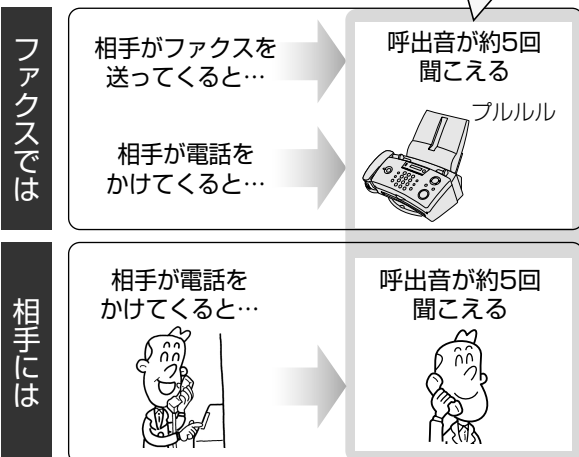 ファクスでは
相手がファクスを
送ってくると…
呼出音が約5回
聞こえる
プルルル
相手が電話を
かけてくると…
相手には
相手が電話を
かけてくると…
呼出音が約5回
聞こえる